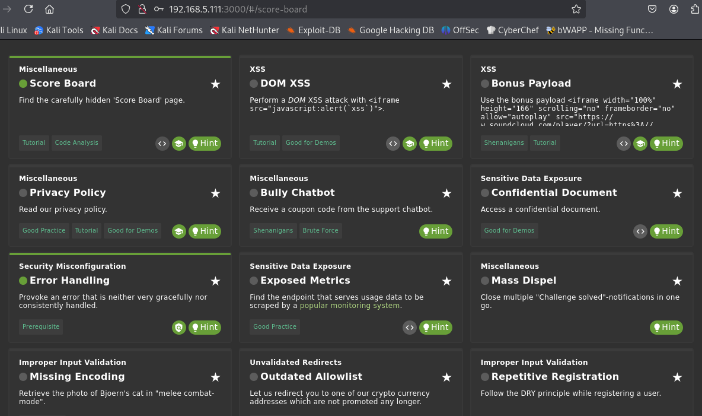 192.168.5.111:3000/#/score-board
li Linux Kali Tools Kali Docs Kali Forums Kali NetHunter Exploit-DB Google Hacking DB OffSec CyberChef bWAPP - Missing Func...
Miscellaneous
Score Board
Find the carefully hidden 'Score Board' page.
Tutorial Code Analysis
Hint
XSS
DOM XSS
Perform a DOM XSS attack with <iframe
src="javascript:alert(`xss`)">.
Tutorial Good for Demos
Hint
XSS
Bonus Payload
Use the bonus payload <iframe width="100%"
height="166" scrolling="no" frameborder="no"
allow="autoplay" src="https://
w.soundcloud.com/player/?url=https%3A//
Shenanigans Tutorial
Hint
Miscellaneous
Privacy Policy
Read our privacy policy.
Good Practice Tutorial Good for Demos
Hint
Miscellaneous
Bully Chatbot
Receive a coupon code from the support chatbot.
Shenanigans Brute Force
Hint
Sensitive Data Exposure
Confidential Document
Access a confidential document.
Good for Demos
Hint
Security Misconfiguration
Error Handling
Provoke an error that is neither very gracefully nor
consistently handled.
Prerequisite
Hint
Sensitive Data Exposure
Exposed Metrics
Find the endpoint that serves usage data to be
scraped by a popular monitoring system.
Good Practice
Hint
Miscellaneous
Mass Dispel
Close multiple "Challenge solved"-notifications in one
go.
Hint
Improper Input Validation
Missing Encoding
Retrieve the photo of Bjoern's cat in "melee combat-
mode".
Unvalidated Redirects
Outdated Allowlist
Let us redirect you to one of our crypto currency
addresses which are not promoted any longer.
Improper Input Validation
Repetitive Registration
Follow the DRY principle while registering a user.